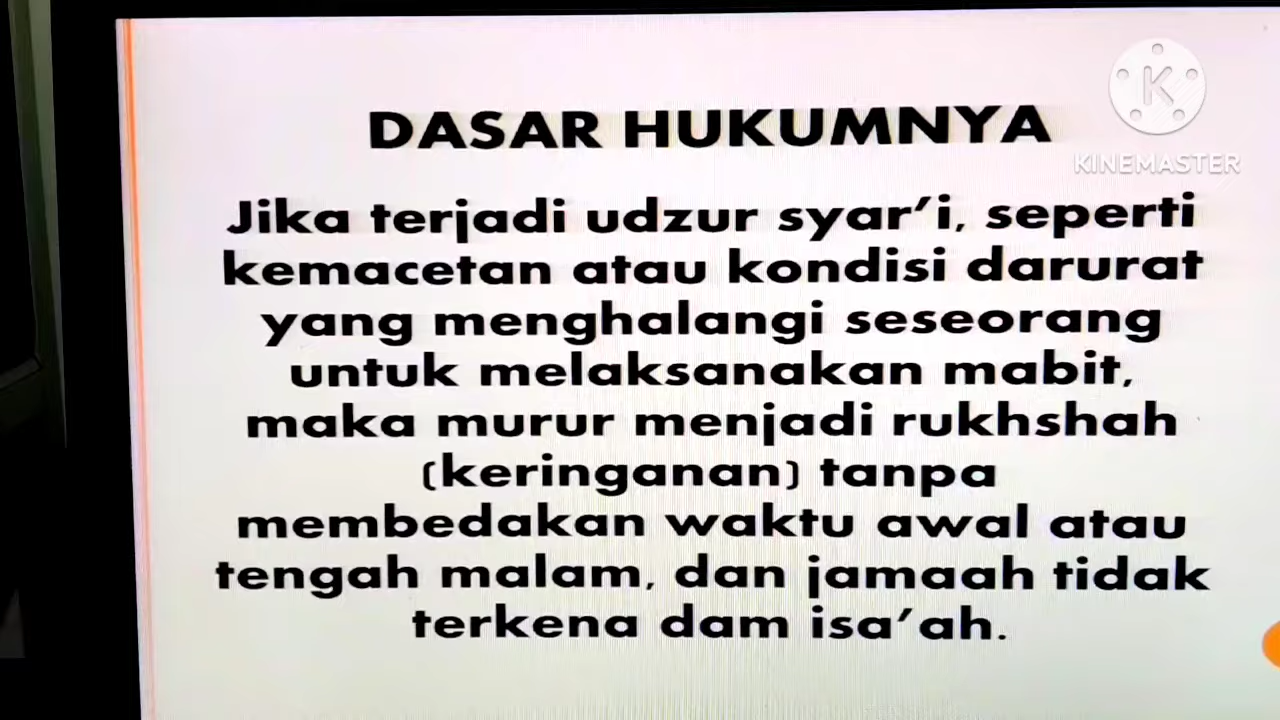 DASAR HUKUMNYA
KINEMASTER
Jika terjadi udzur syar'i, seperti
kemacetan atau kondisi darurat
yang menghalangi seseorang
untuk melaksanakan mabit,
maka murur menjadi rukhshah
(keringanan) tanpa
membedakan waktu awal atau
tengah malam, dan jamaah tidak
terkena dam isa'ah.